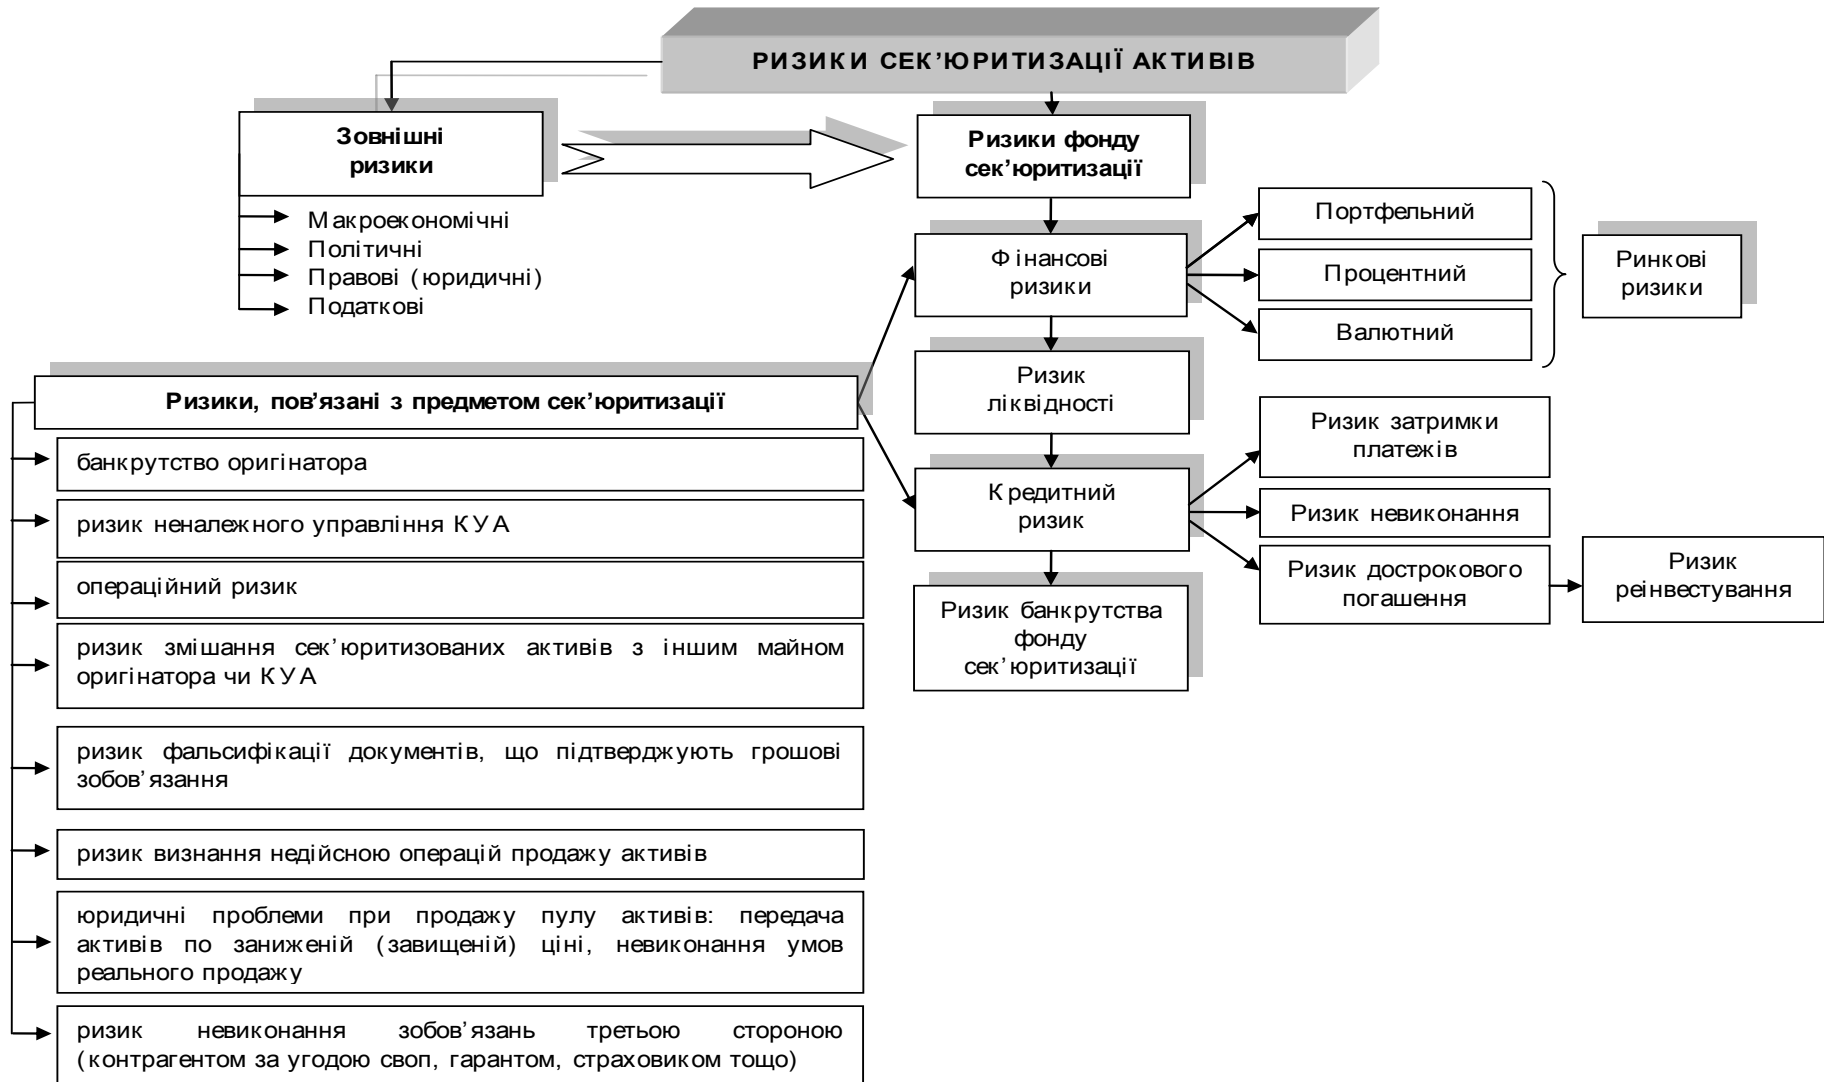 РИЗИКИ СЕК’ЮРИТИЗАЦІЇ АКТИВІВ
Зовнішні
ризики
Макроекономічні
Політичні
Правові (юридичні)
Податкові
Ризики фонду
сек’юритизації
Фінансові
ризики
Портфельний
Процентний
Валютний
Ринкові
ризики
Ризик
ліквідності
Кредитний
ризик
Ризик затримки
платежів
Ризик невиконання
Ризик дострокового
погашення
Ризик
реінвестування
Ризик банкрутства
фонду
сек’юритизації
Ризики, пов’язані з предметом сек’юритизації
банкрутство оригінатора
ризик неналежного управління КУА
операційний ризик
ризик змішання сек’юритизованих активів з іншим майном
оригінатора чи КУА
ризик фальсифікації документів, що підтверджують грошові
зобов’язання
ризик визнання недійсною операцій продажу активів
юридичні проблеми при продажу пулу активів: передача
активів по заниженій (завищеній) ціні, невиконання умов
реального продажу
ризик невиконання зобов’язань третьою стороною
(контрагентом за угодою своп, гарантом, страховиком тощо)